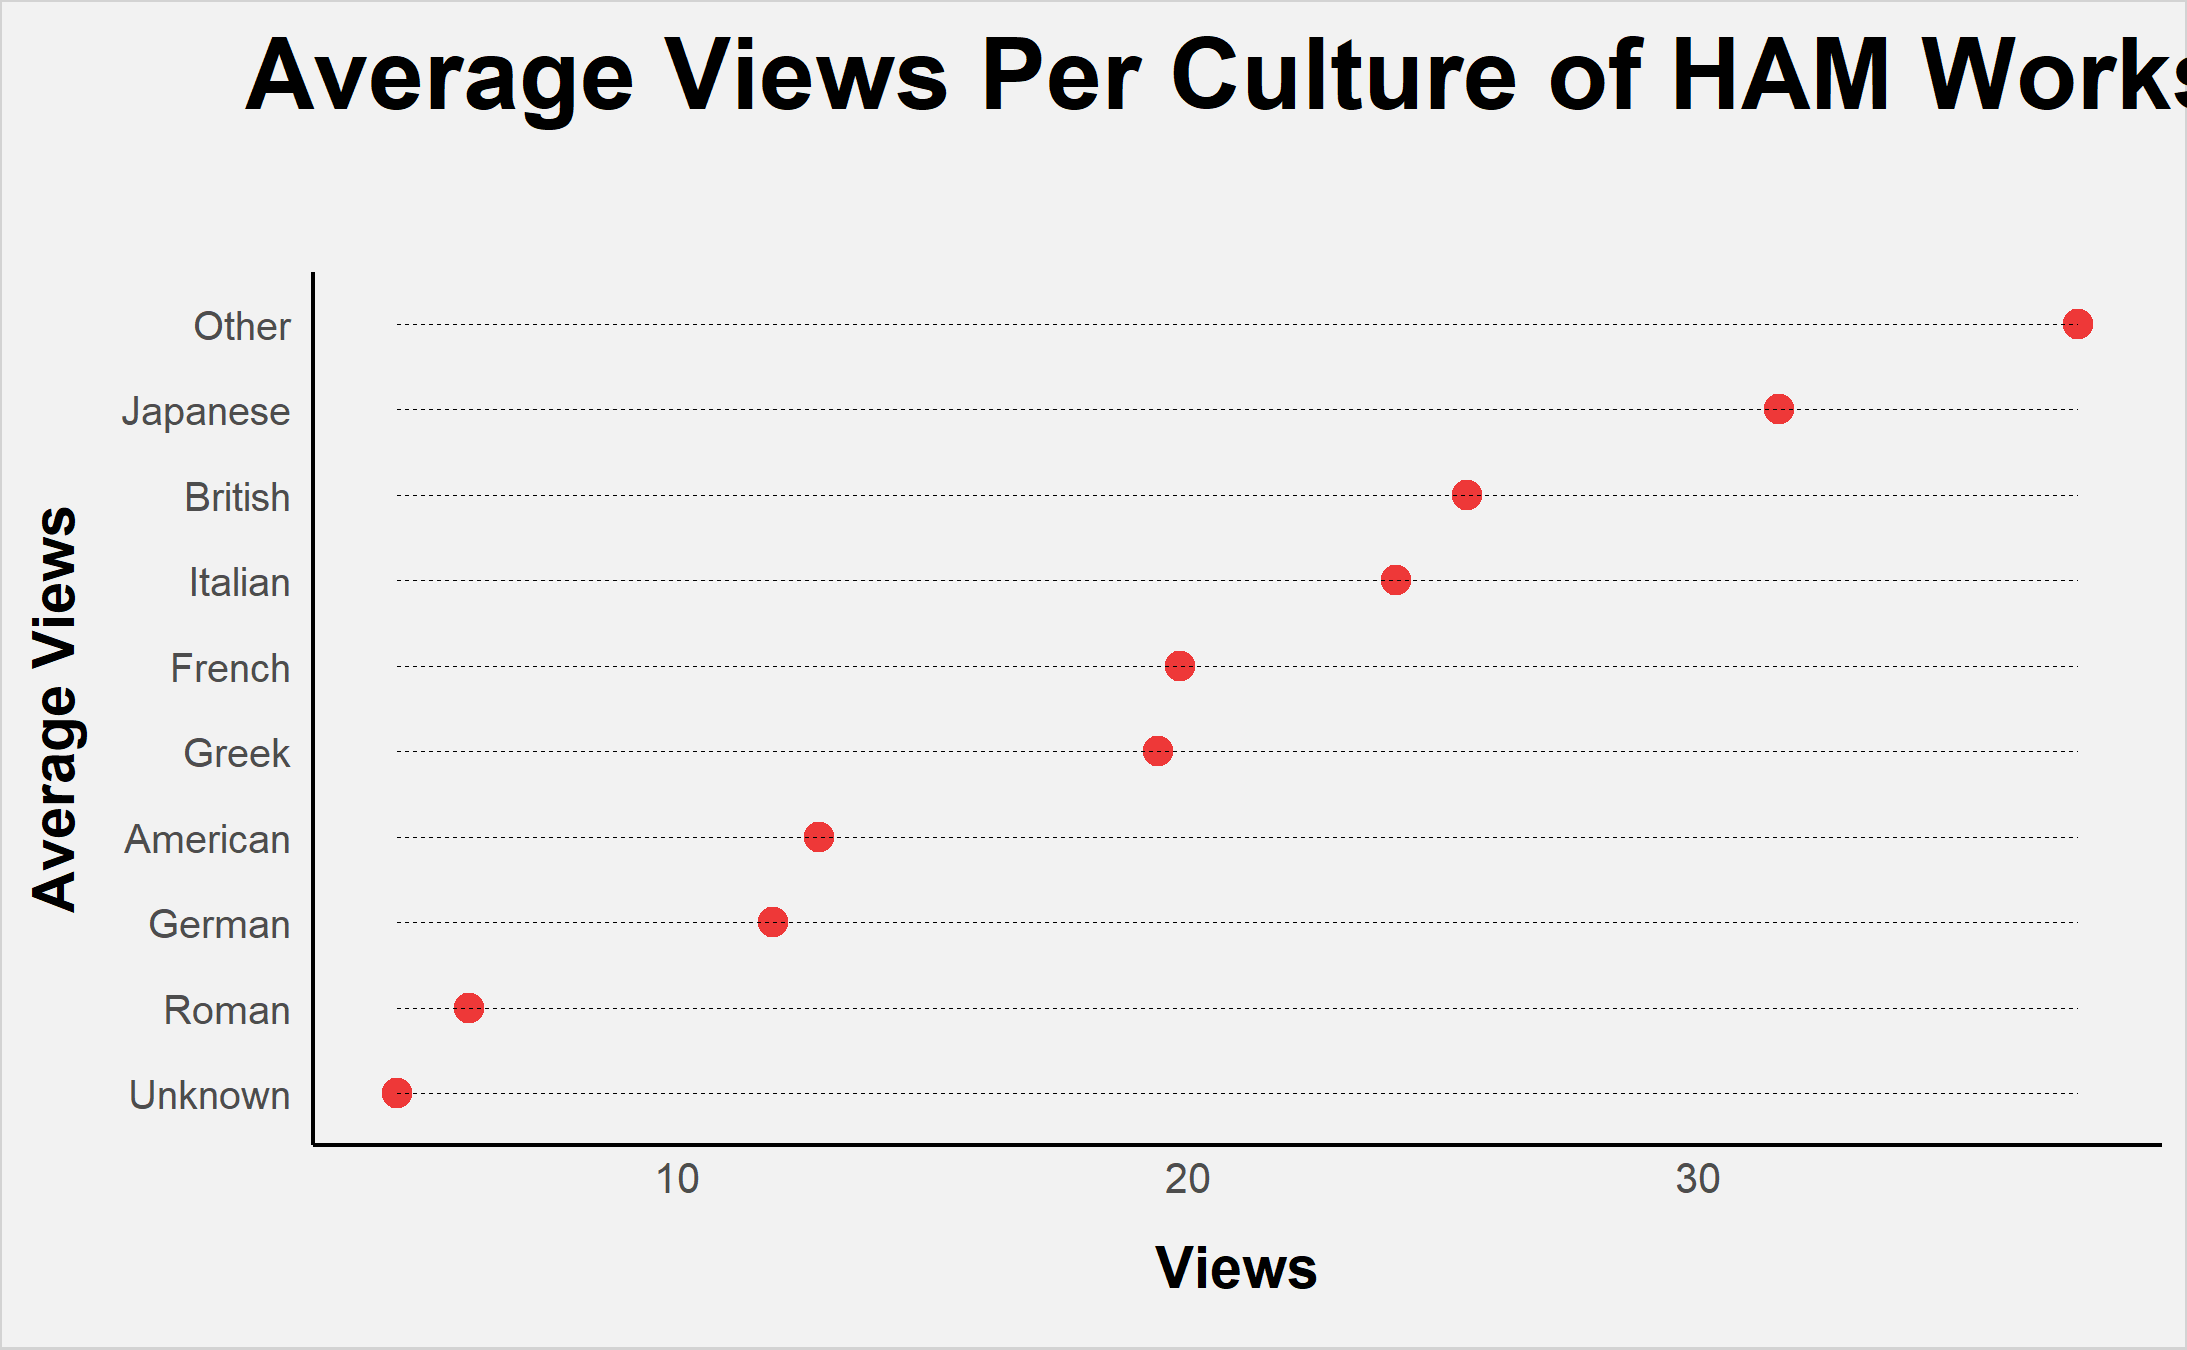 Average Views Per Culture of HAM Works
Other
Japanese
British
Italian
French
Greek
American
German
Roman
Unknown
Average Views
10 20 30
Views